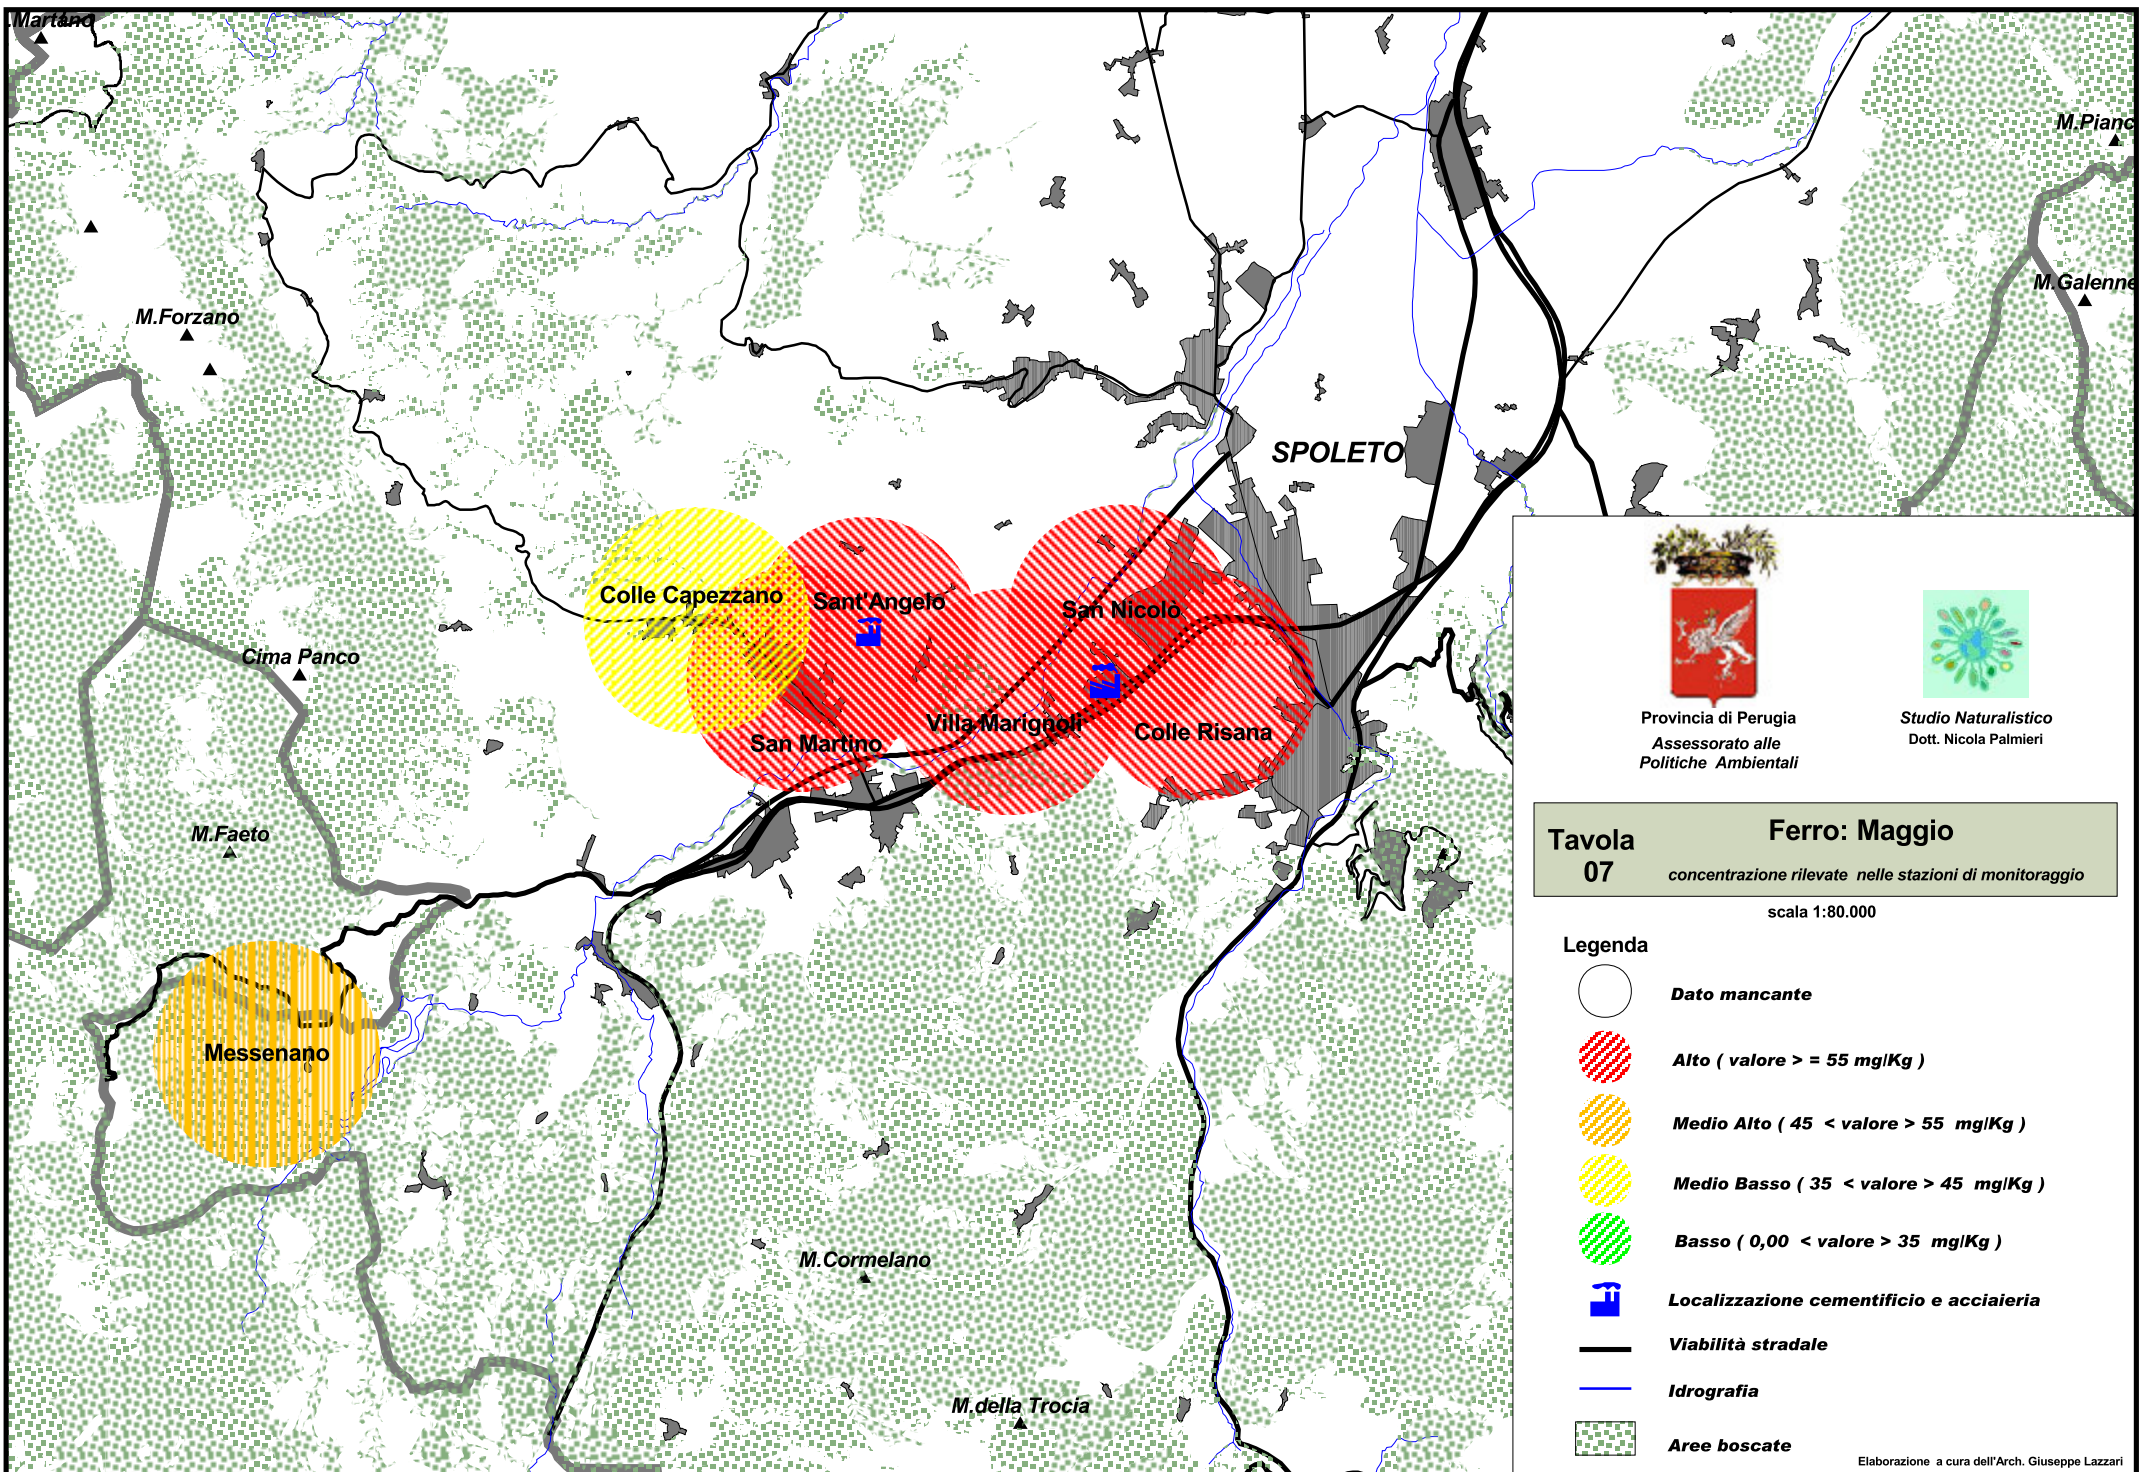 .Martano
M.Pianc
M.Galenne
M.Forzano
SPOLETO
Colle Capezzano
Sant'Angelo
San Nicolò
Cima Panco
Villa Marignoli
Colle Risana
San Martino
M.Faeto
Messenano
M.Cormelano
M.della Trocia
Provincia di Perugia
Assessorato alle
Politiche Ambientali
Studio Naturalistico
Dott. Nicola Palmieri
Tavola
07
Ferro: Maggio
concentrazione rilevate nelle stazioni di monitoraggio
scala 1:80.000
Legenda
Dato mancante
Alto ( valore > = 55 mg/Kg )
Medio Alto ( 45 < valore > 55 mg/Kg )
Medio Basso ( 35 < valore > 45 mg/Kg )
Basso ( 0,00 < valore > 35 mg/Kg )
Localizzazione cementificio e acciaieria
Viabilità stradale
Idrografia
Aree boscate
Elaborazione a cura dell'Arch. Giuseppe Lazzari